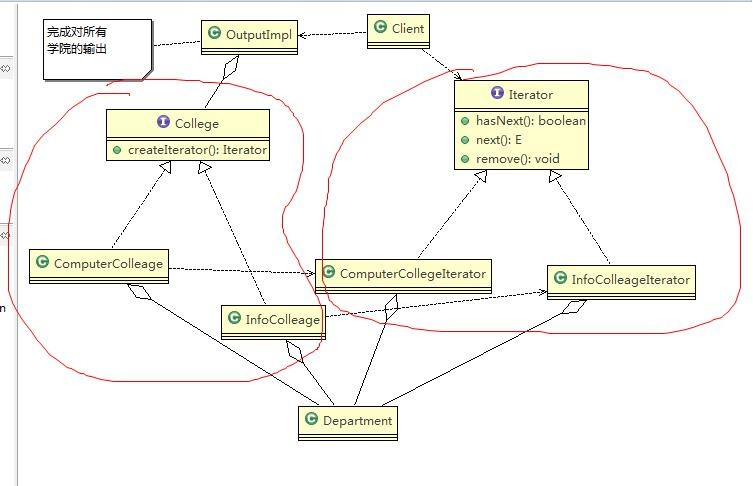 完成对所有
学院的输出
OutputImpl
Client
College
createIterator(): Iterator
Iterator
hasNext(): boolean
next(): E
remove(): void
ComputerColleage
ComputerCollegeIterator
InfoColleageIterator
InfoColleage
Department
n